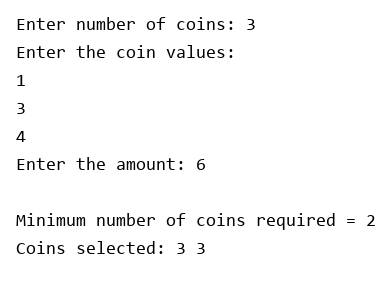 Enter number of coins: 3
Enter the coin values:
1
3
4
Enter the amount: 6
Minimum number of coins required = 2
Coins selected: 3 3